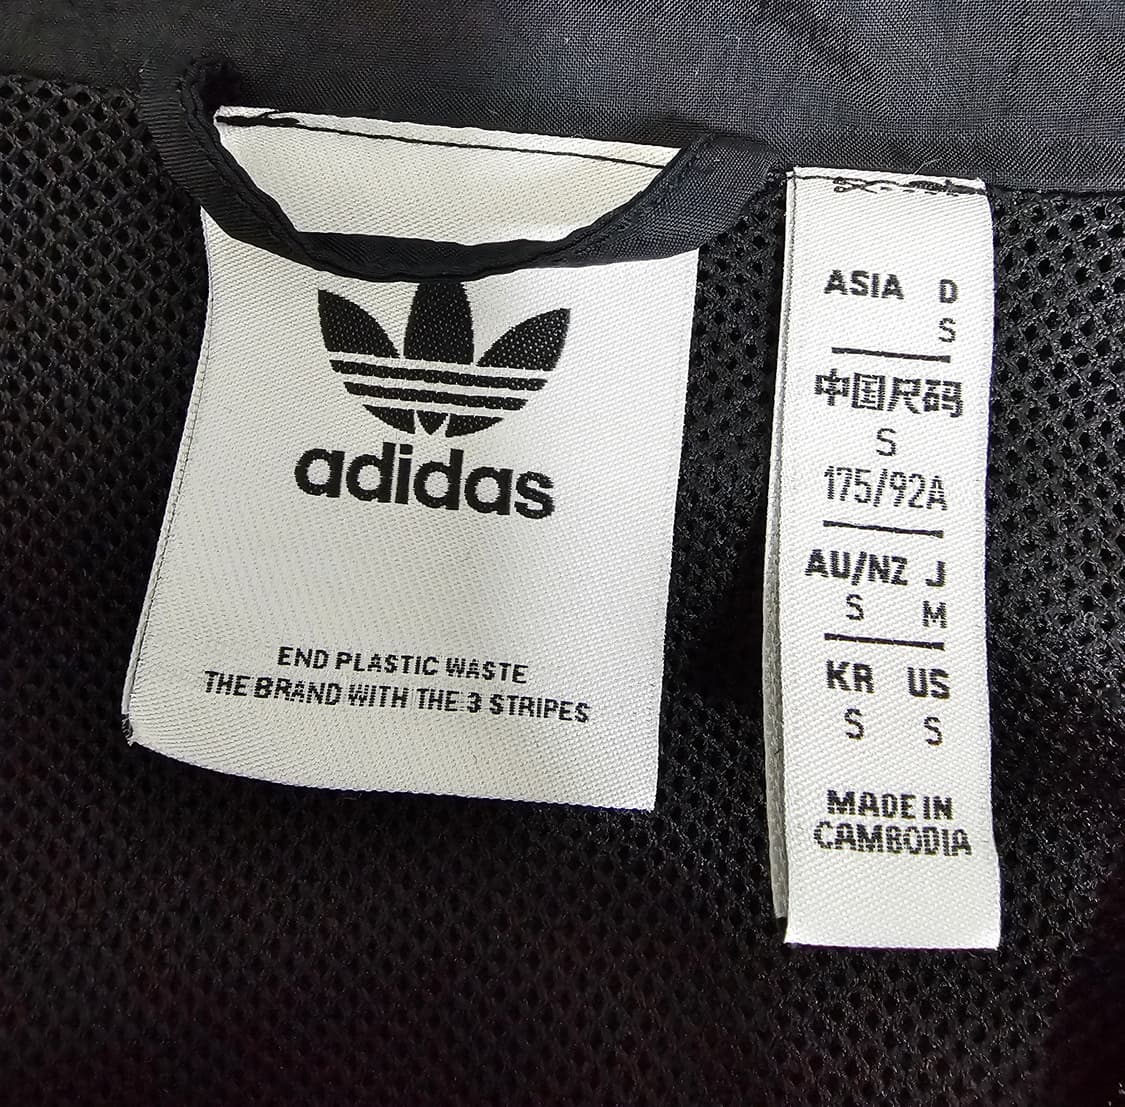 adidas
END PLASTIC WASTE
THE BRAND WITH THE 3 STRIPES
ASIA D
S
中国尺码
S
175/92A
AU/NZ J
S M
KR US
S S
MADE IN
CAMBODIA